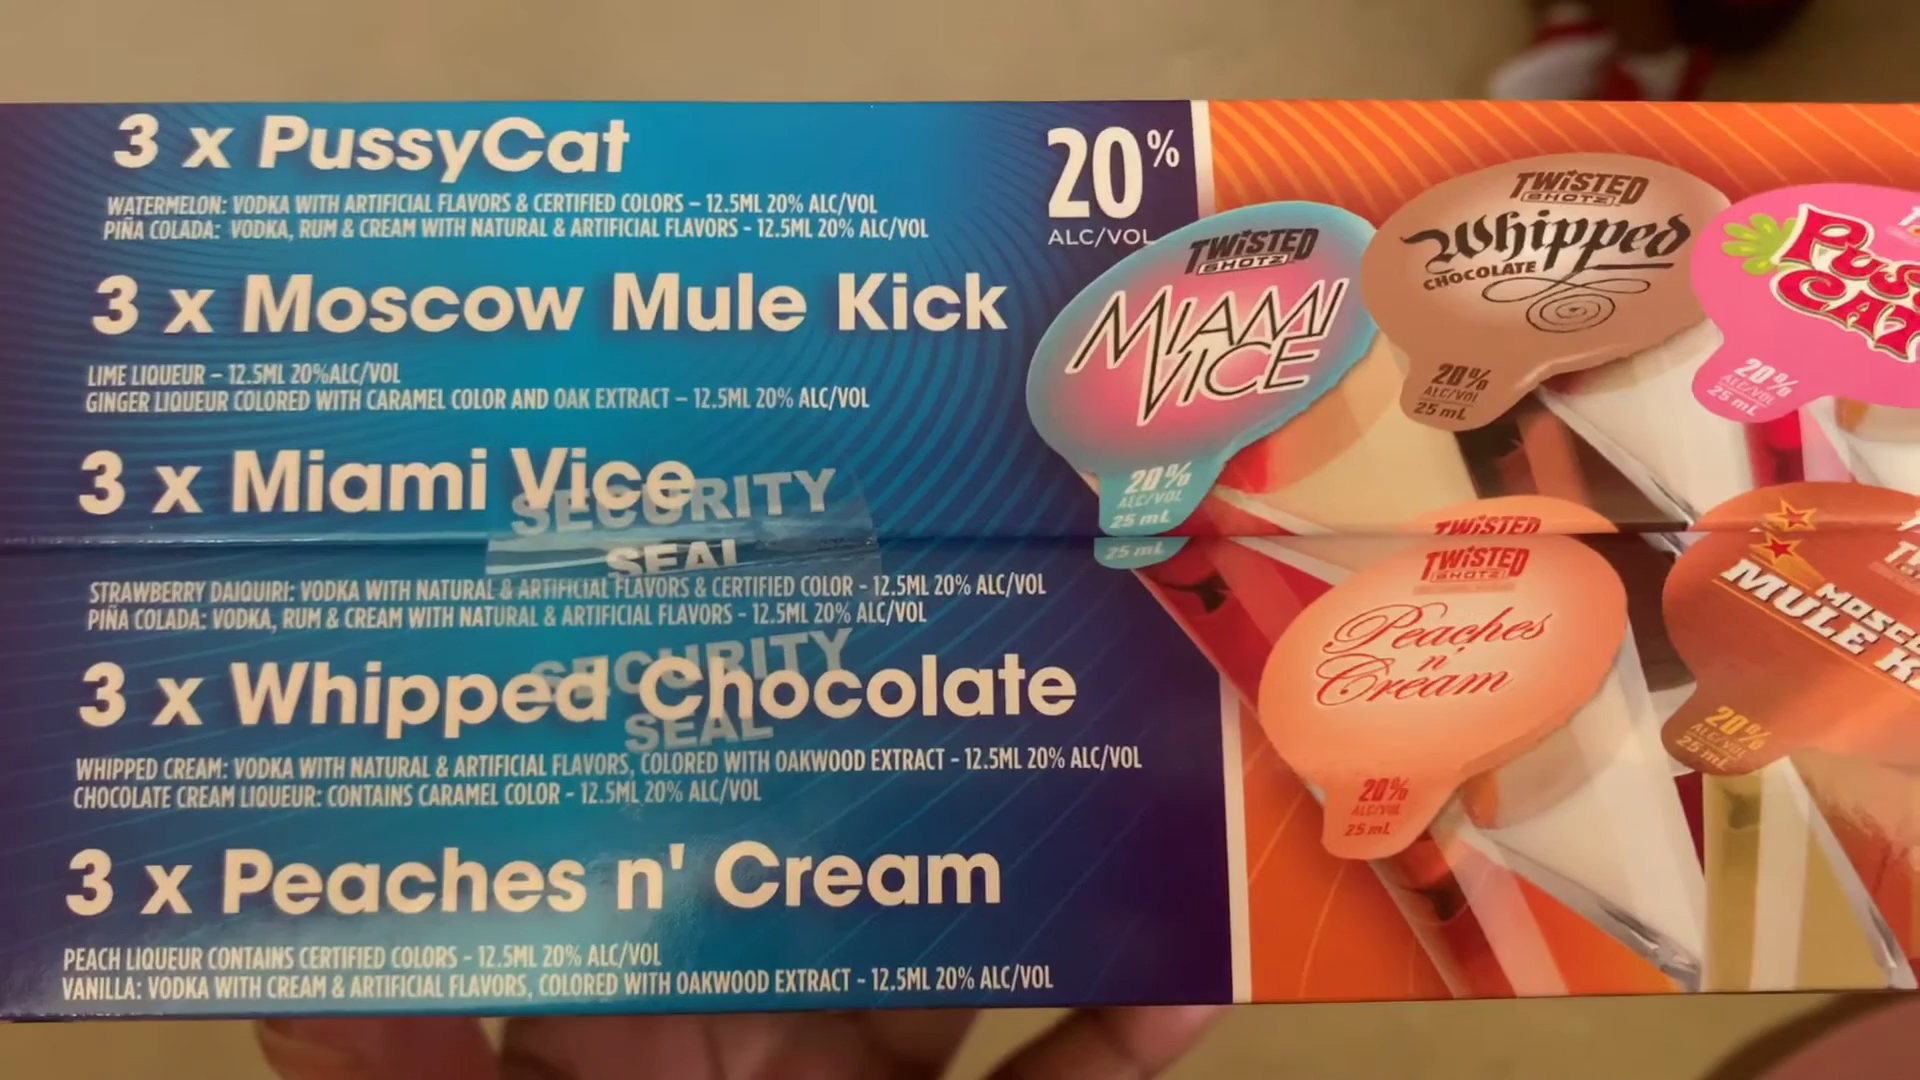 3 x PussyCat
WATERMELON: VODKA WITH ARTIFICIAL FLAVORS & CERTIFIED COLORS – 12.5ML 20% ALC/VOL
PIÑA COLADA: VODKA, RUM & CREAM WITH NATURAL & ARTIFICIAL FLAVORS - 12.5ML 20% ALC/VOL
3 x Moscow Mule Kick
LIME LIQUEUR – 12.5ML 20%ALC/VOL
GINGER LIQUEUR COLORED WITH CARAMEL COLOR AND OAK EXTRACT – 12.5ML 20% ALC/VOL
3 x Miami Vice
SECURITY
SEAL
STRAWBERRY DAIQUIRI: VODKA WITH NATURAL & ARTIFICIAL FLAVORS & CERTIFIED COLOR - 12.5ML 20% ALC/VOL
PIÑA COLADA: VODKA, RUM & CREAM WITH NATURAL & ARTIFICIAL FLAVORS - 12.5ML 20% ALC/VOL
SECURITY
SEAL
3 x Whipped Chocolate
WHIPPED CREAM: VODKA WITH NATURAL & ARTIFICIAL FLAVORS, COLORED WITH OAKWOOD EXTRACT - 12.5ML 20% ALC/VOL
CHOCOLATE CREAM LIQUEUR: CONTAINS CARAMEL COLOR - 12.5ML 20% ALC/VOL
3 x Peaches n' Cream
PEACH LIQUEUR CONTAINS CERTIFIED COLORS - 12.5ML 20% ALC/VOL
VANILLA: VODKA WITH CREAM & ARTIFICIAL FLAVORS, COLORED WITH OAKWOOD EXTRACT - 12.5ML 20% ALC/VOL
20%
ALC/VOL
TWISTED
SHOTZ
MIAMI
VICE
20%
ALC/VOL
25 mL
25 mL
TWISTED
SHOTZ
Whipped
CHOCOLATE
20%
ALC/VOL
25 mL
20%
ALC/VOL
25 mL
TWISTED
TWISTED
SHOTZ
Peaches
n'
Cream
20%
ALC/VOL
25 mL
MULE
20%
ALC/VOL
25 mL